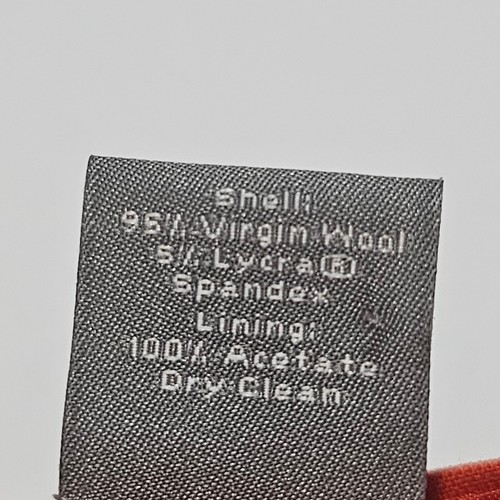 Shell:
95% Virgin Wool
5% Lycra®
Spandex
Lining:
100% Acetate
Dry Clean